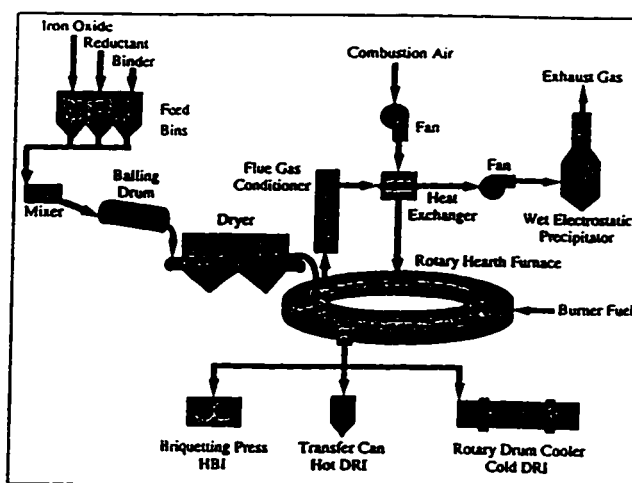 Iron Oxide
Reductant
Binder
Feed
Bins
Mixer
Balling
Drum
Dryer
Flue Gas
Conditioner
Combustion Air
Fan
Heat
Exchanger
Fan
Exhaust Gas
Wet Electrostatic
Precipitator
Rotary Hearth Furnace
Burner Fuel
Briquetting Press
HBI
Transfer Can
Hot DRI
Rotary Drum Cooler
Cold DRI